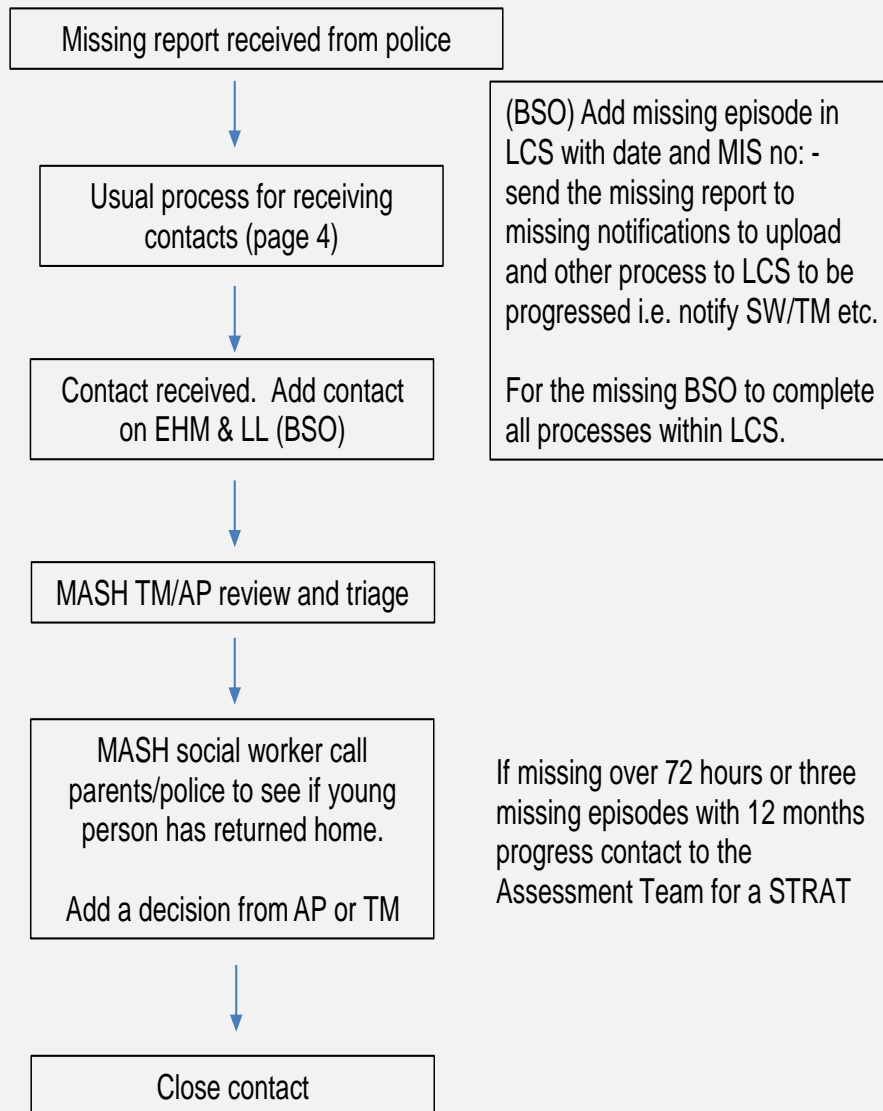 Missing report received from police
(BSO) Add missing episode in
LCS with date and MIS no: -
send the missing report to
missing notifications to upload
and other process to LCS to be
progressed i.e. notify SW/TM etc.
For the missing BSO to complete
all processes within LCS.
Usual process for receiving
contacts (page 4)
Contact received.  Add contact
on EHM & LL (BSO)
MASH TM/AP review and triage
MASH social worker call
parents/police to see if young
person has returned home.
Add a decision from AP or TM
If missing over 72 hours or three
missing episodes with 12 months
progress contact to the
Assessment Team for a STRAT
Close contact